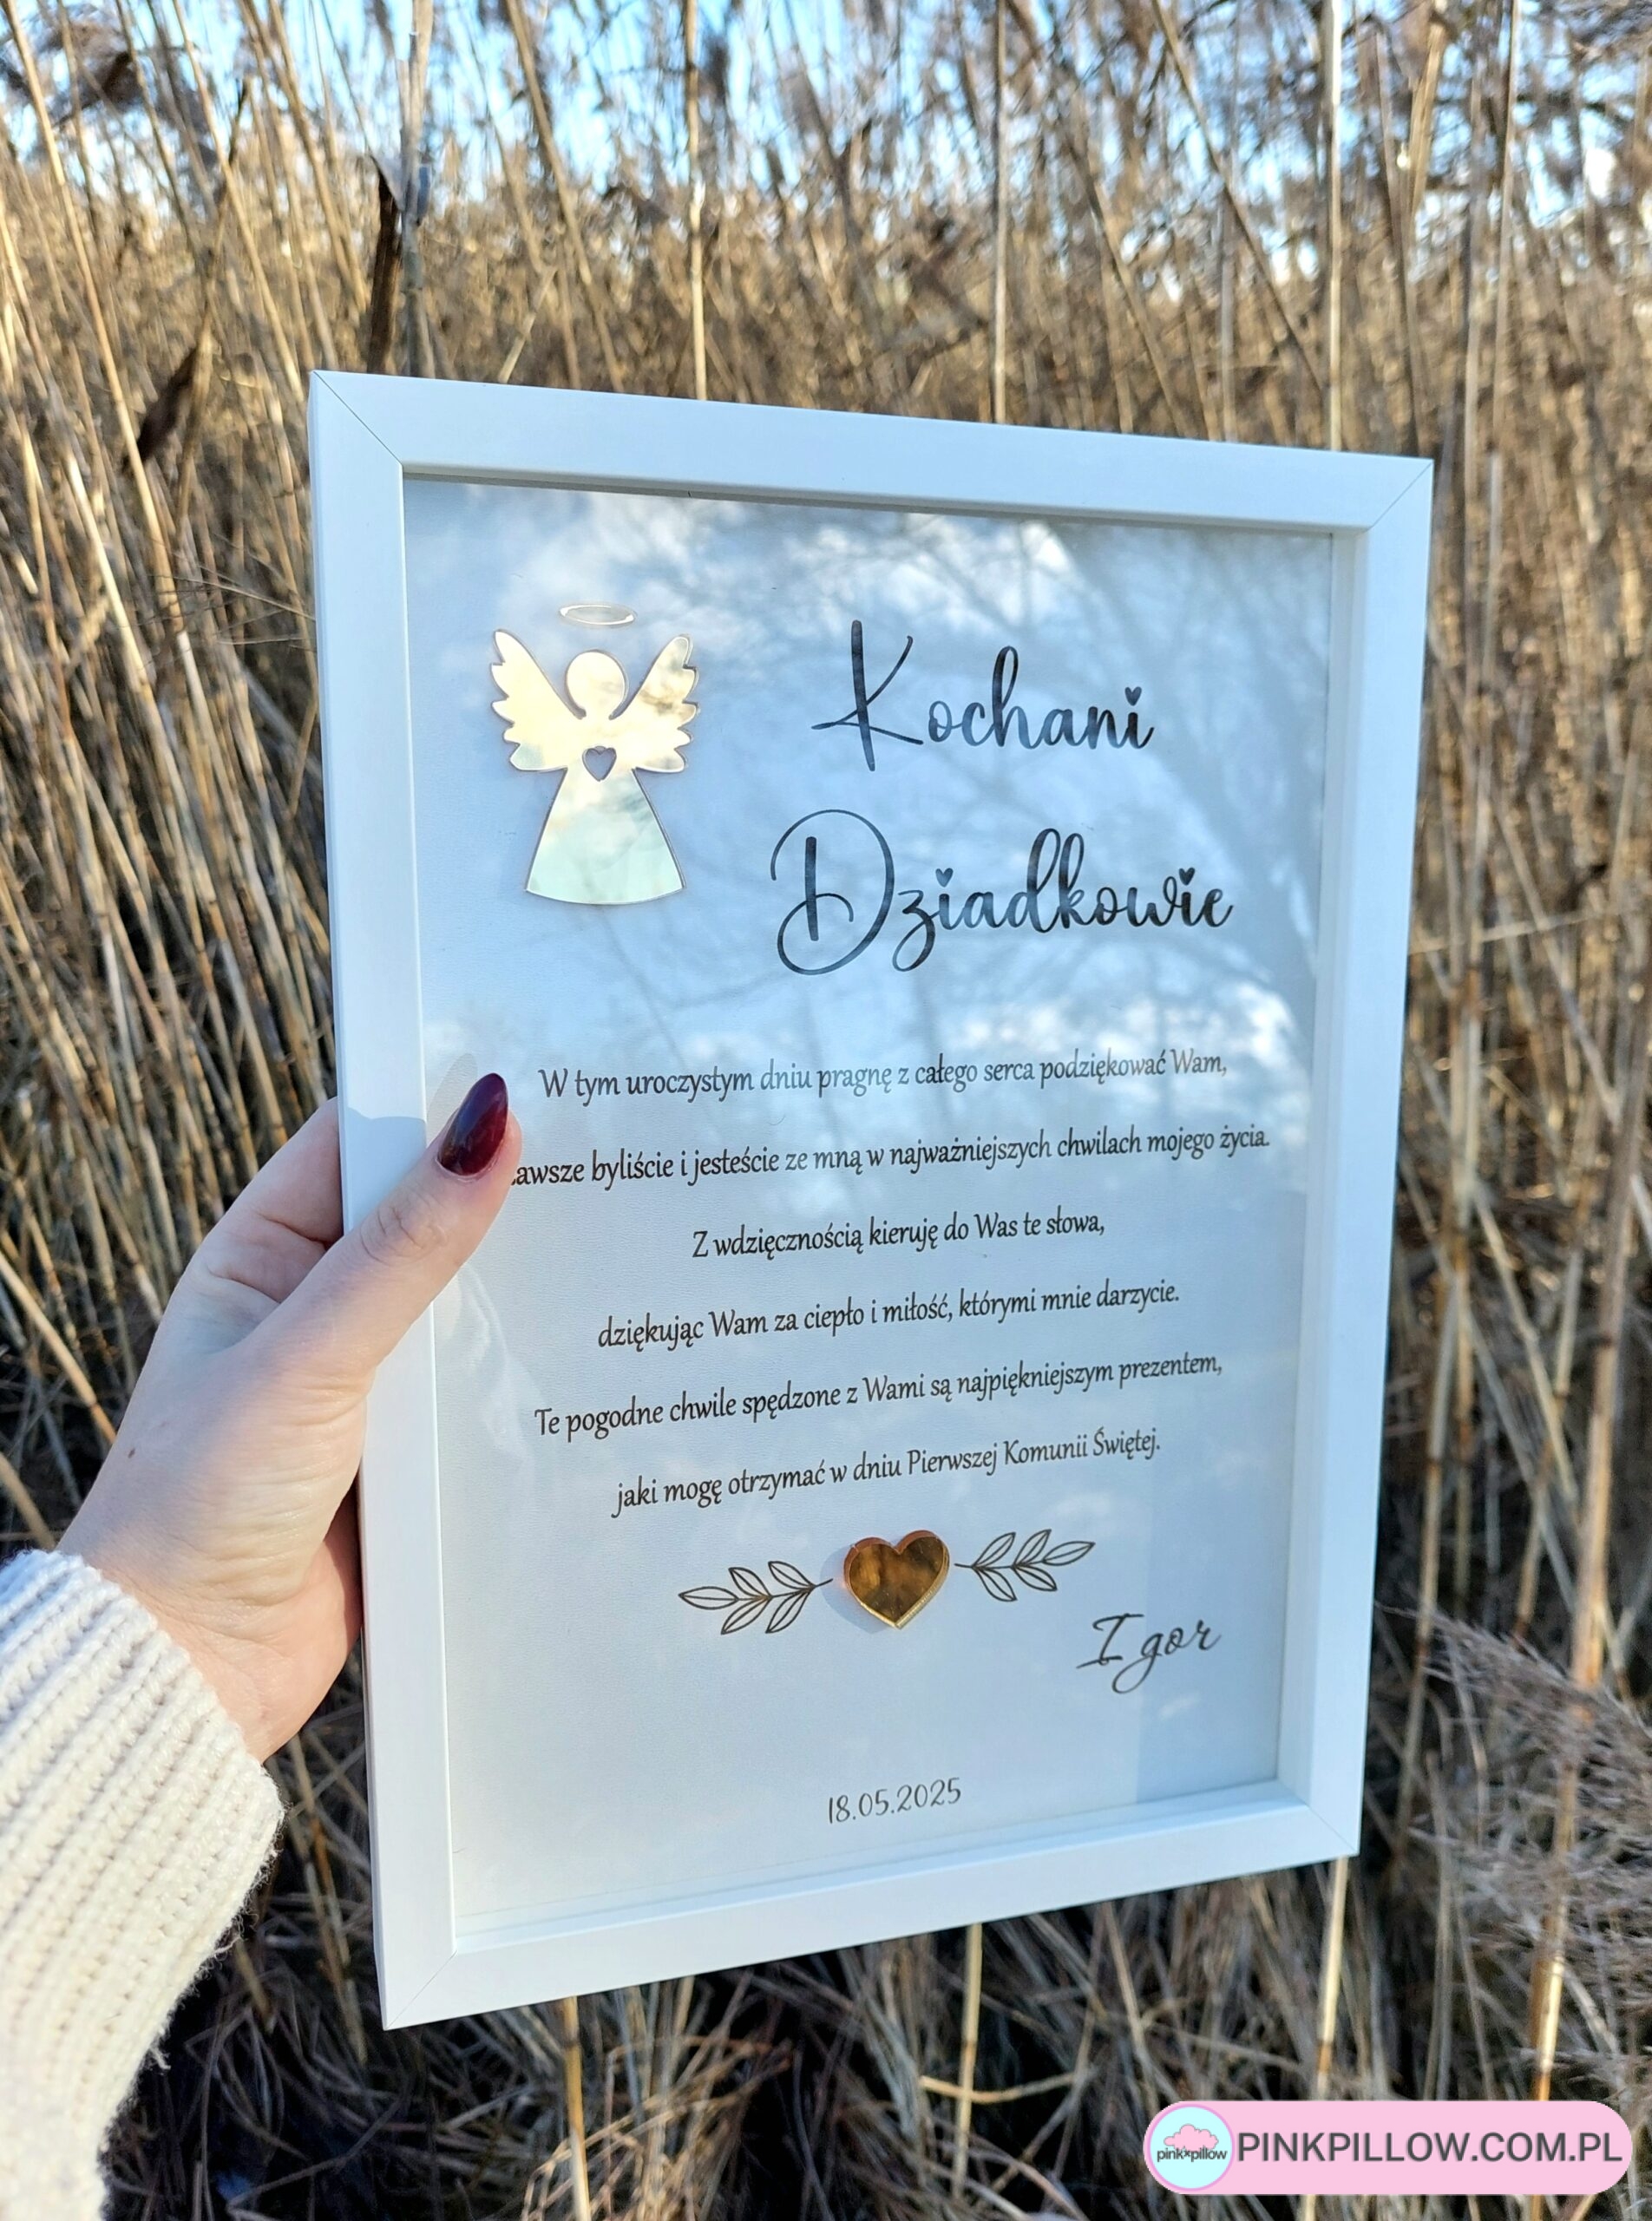 Kochani
Dziadkowie
W tym uroczystym dniu pragnę z całego serca podziękować Wam,
byliście i jesteście ze mną w najważniejszych chwilach mojego życia.
Z wdzięcznością kieruję do Was te słowa,
dziękując Wam za ciepło i miłość, którymi mnie darzycie.
Te pogodne chwile spędzone z Wami są najpiękniejszym prezentem,
jaki mogę otrzymać w dniu Pierwszej Komunii Świętej.
Igor
18.05.2025
pinkpillow
PINKPILLOW.COM.PL